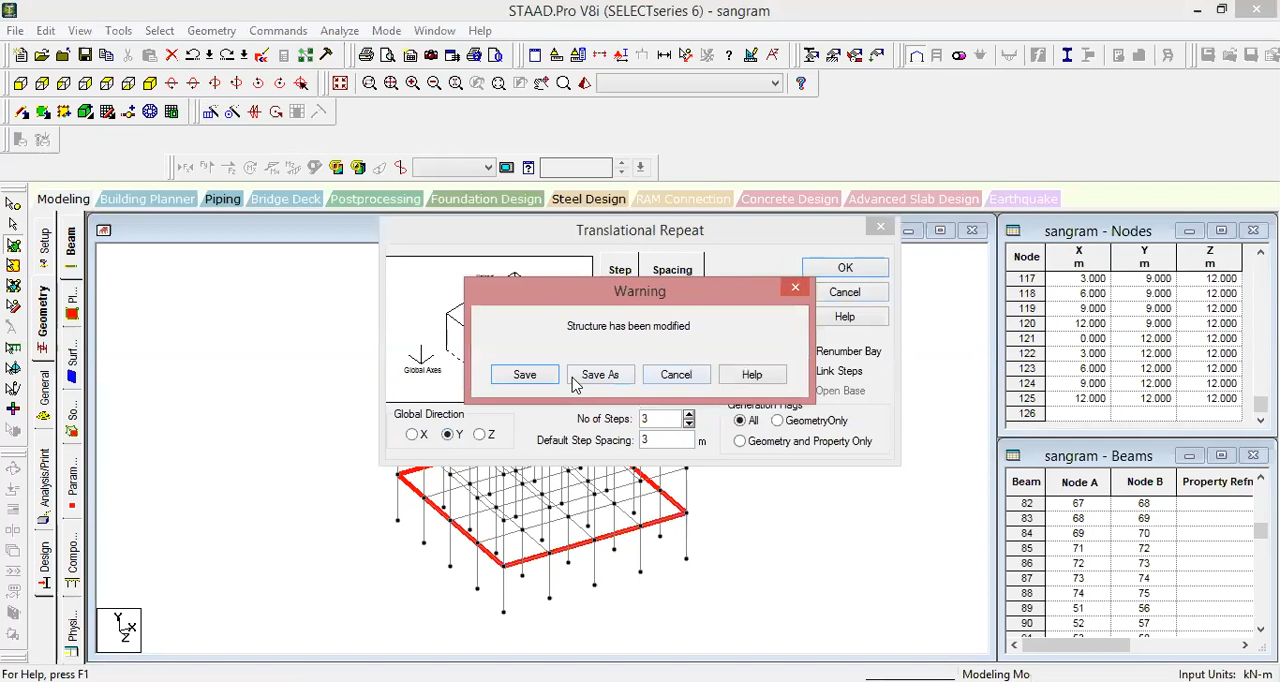 STAAD.Pro V8i (SELECTseries 6) - sangram
File Edit View Tools Select Geometry Commands Analyze Mode Window Help
Modeling Building Planner Piping Bridge Deck Postprocessing Foundation Design Steel Design RAM Connection Concrete Design Advanced Slab Design Earthquake
Setup
Geometry
General
Analysis/Print
Design
Beam
Pl...
Surf...
So...
Param...
Compo...
Physi...
Translational Repeat
Step Spacing
OK
Cancel
Help
Renumber Bay
Link Steps
Open Base
Global Axes
Global Direction
X Y Z
No of Steps: 3
Default Step Spacing: 3 m
Generation Flags
All GeometryOnly
Geometry and Property Only
Warning
Structure has been modified
Save Save As Cancel Help
sangram - Nodes
Node X m Y m Z m
117 3.000 9.000 12.000
118 6.000 9.000 12.000
119 9.000 9.000 12.000
120 12.000 9.000 12.000
121 0.000 12.000 12.000
122 3.000 12.000 12.000
123 6.000 12.000 12.000
124 9.000 12.000 12.000
125 12.000 12.000 12.000
126
sangram - Beams
Beam Node A Node B Property Refn
82 67 68
83 68 69
84 69 70
85 71 72
86 72 73
87 73 74
88 74 75
89 51 56
90 52 57
Y X Z
For Help, press F1
Modeling Mo
Input Units: kN-m